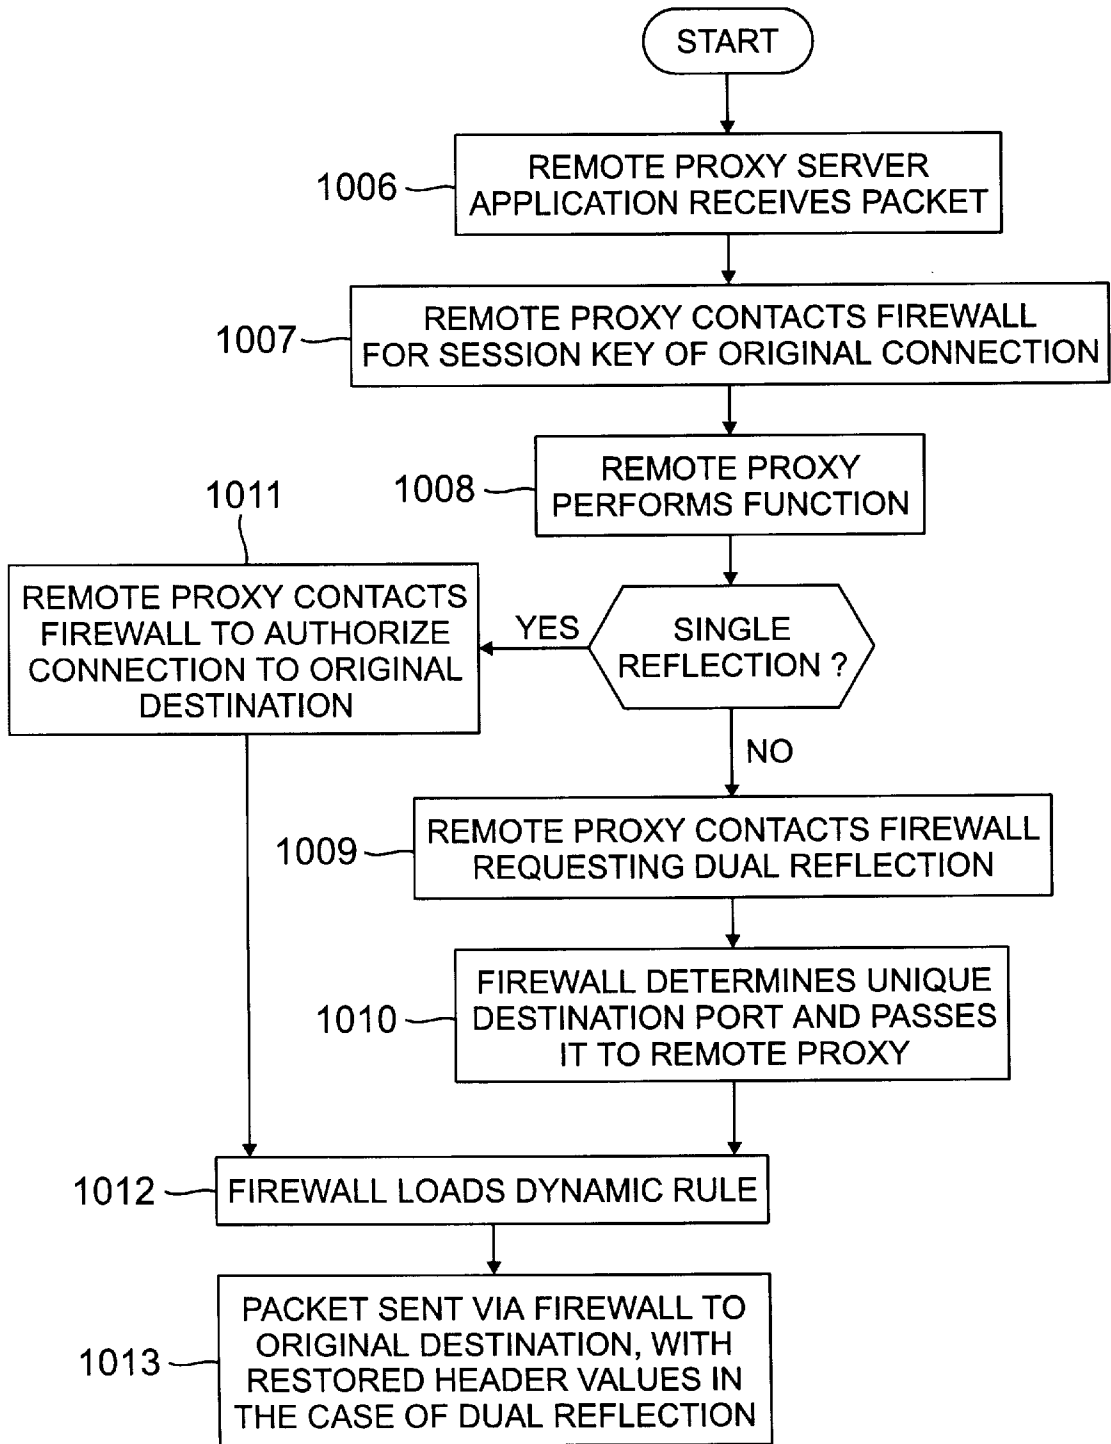 START
1006
REMOTE PROXY SERVER
APPLICATION RECEIVES PACKET
1007
REMOTE PROXY CONTACTS FIREWALL
FOR SESSION KEY OF ORIGINAL CONNECTION
1008
REMOTE PROXY
PERFORMS FUNCTION
SINGLE
REFLECTION ?
YES
1011
REMOTE PROXY CONTACTS
FIREWALL TO AUTHORIZE
CONNECTION TO ORIGINAL
DESTINATION
NO
1009
REMOTE PROXY CONTACTS FIREWALL
REQUESTING DUAL REFLECTION
1010
FIREWALL DETERMINES UNIQUE
DESTINATION PORT AND PASSES
IT TO REMOTE PROXY
1012
FIREWALL LOADS DYNAMIC RULE
1013
PACKET SENT VIA FIREWALL TO
ORIGINAL DESTINATION, WITH
RESTORED HEADER VALUES IN
THE CASE OF DUAL REFLECTION